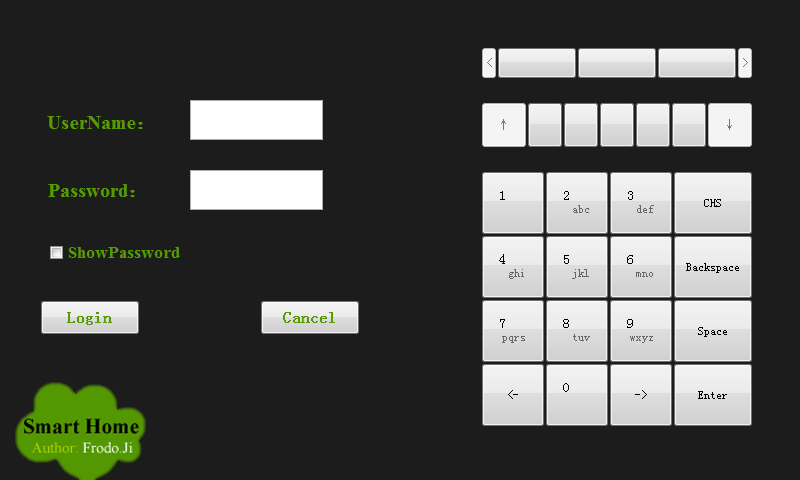 UserName：
Password：
ShowPassword
Login
Cancel
Smart Home
Author: Frodo.Ji
<
>
↑
↓
1
2
abc
3
def
CHS
4
ghi
5
jkl
6
mno
Backspace
7
pqrs
8
tuv
9
wxyz
Space
<-
0
->
Enter